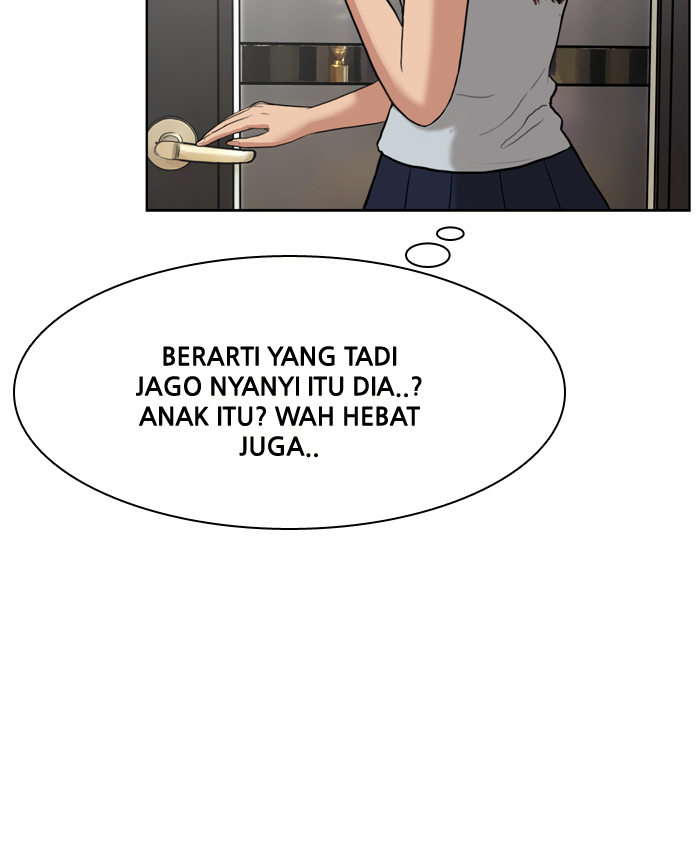 BERARTI YANG TADI
JAGO NYANYI ITU DIA..?
ANAK ITU? WAH HEBAT
JUGA..